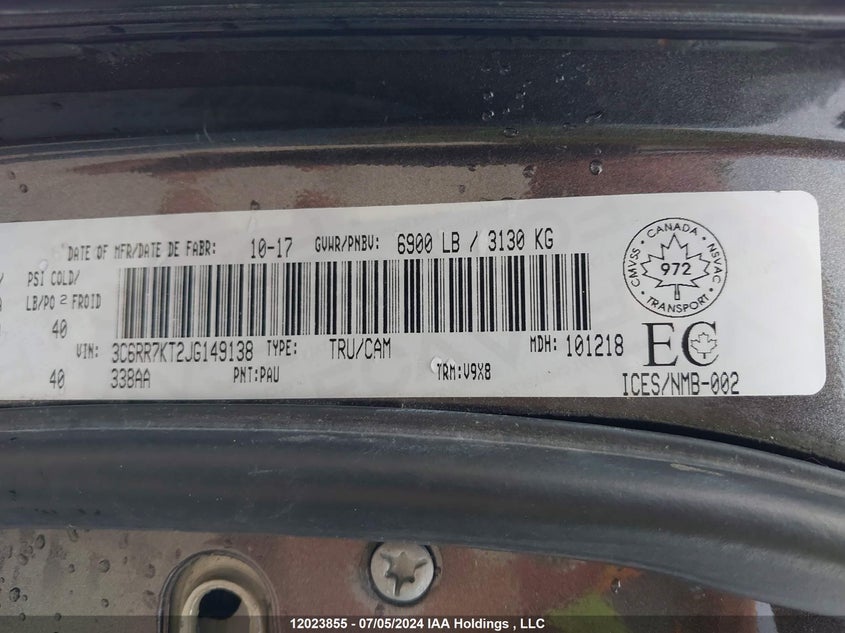 DATE OF MFR/DATE DE FABR: 10-17 GVWR/PNBV: 6900 LB / 3130 KG
PSI COLD/
LB/PO 2 FROID
40
VIN: 3C6RR7KT2JG149138 TYPE: TRU/CAM MDH: 101218
40 338AA PNT:PAU TRM:V9X8
CANADA
CMVSS 972 NSVAC
TRANSPORT
EC
ICES/NMB-002
12023855 - 07/05/2024 IAA Holdings , LLC